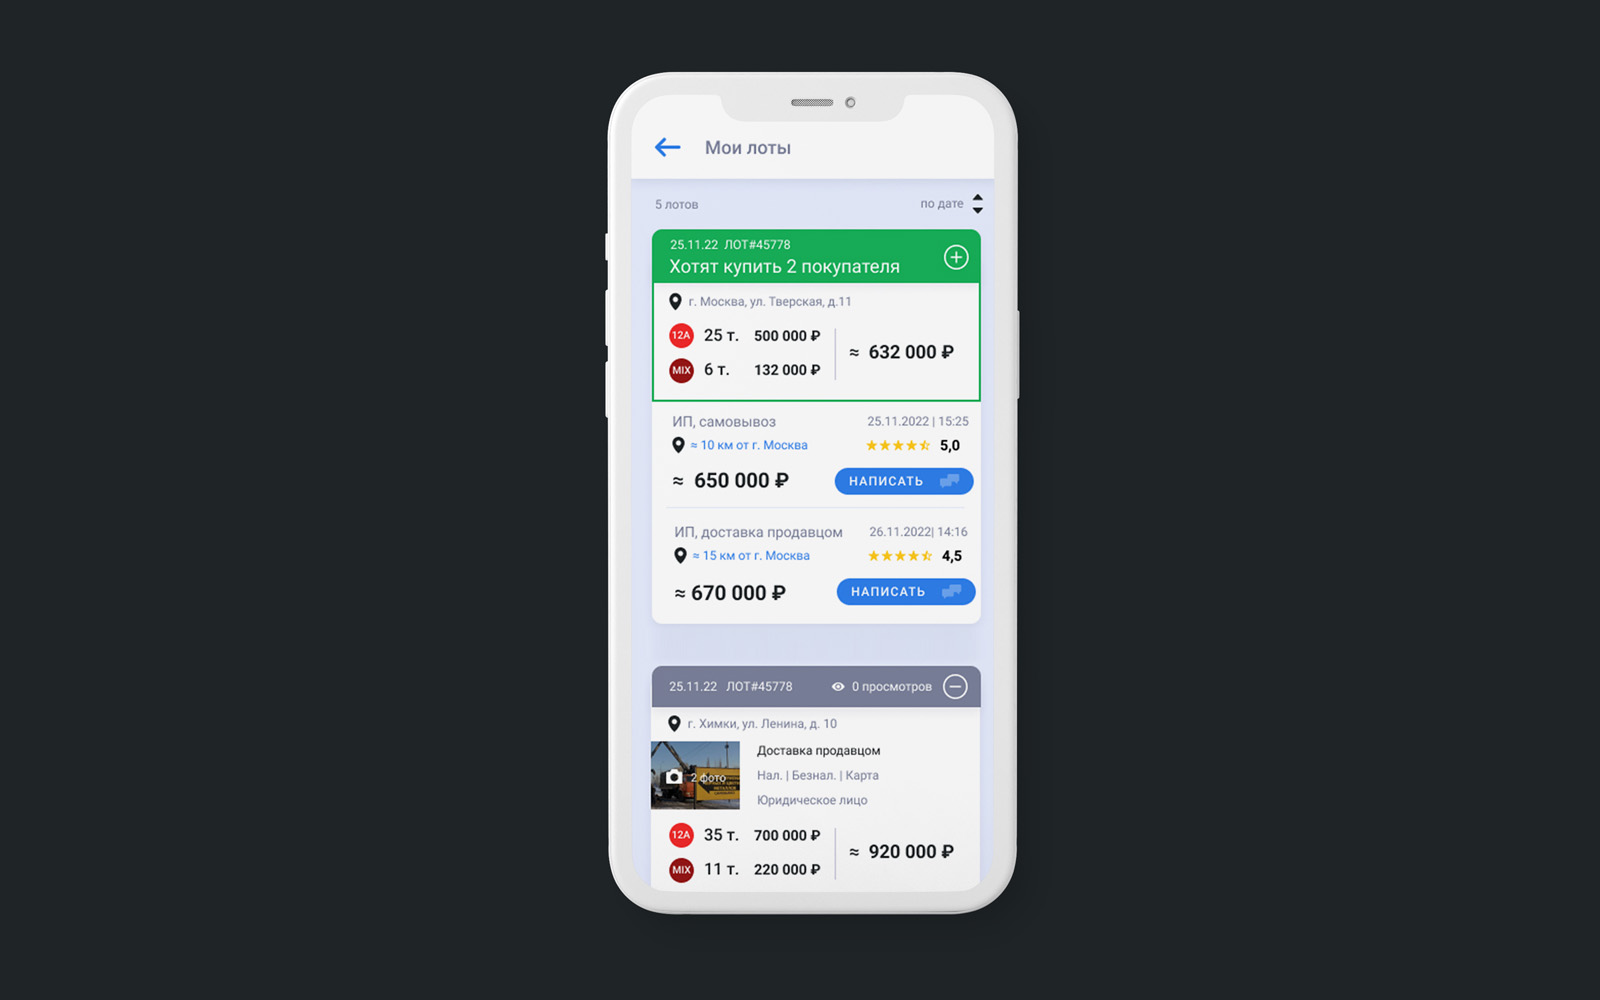 Мои лоты
5 лотов
по дате
25.11.22 ЛОТ#45778
Хотят купить 2 покупателя
г. Москва, ул. Тверская, д.11
12А 25 т. 500 000 ₽
≈ 632 000 ₽
MIX 6 т. 132 000 ₽
ИП, самовывоз 25.11.2022 | 15:25
≈ 10 км от г. Москва 5,0
≈ 650 000 ₽ НАПИСАТЬ
ИП, доставка продавцом 26.11.2022| 14:16
≈ 15 км от г. Москва 4,5
≈ 670 000 ₽ НАПИСАТЬ
25.11.22 ЛОТ#45778 0 просмотров
г. Химки, ул. Ленина, д. 10
2 фото
Доставка продавцом
Нал. | Безнал. | Карта
Юридическое лицо
12А 35 т. 700 000 ₽
≈ 920 000 ₽
MIX 11 т. 220 000 ₽